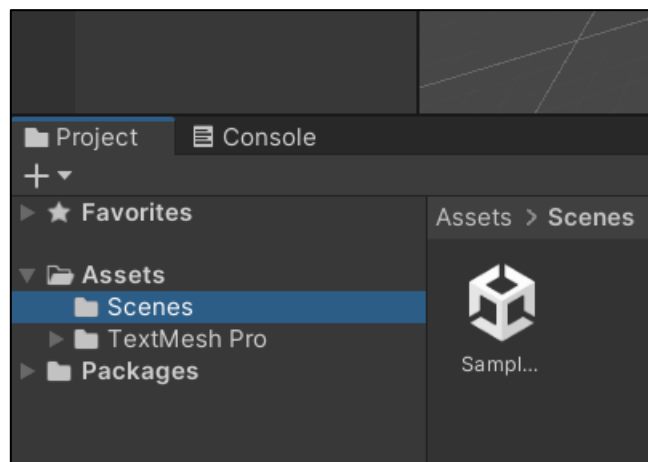 Project Console
Favorites
Assets > Scenes
Assets
Scenes
TextMesh Pro
Packages
Sampl...